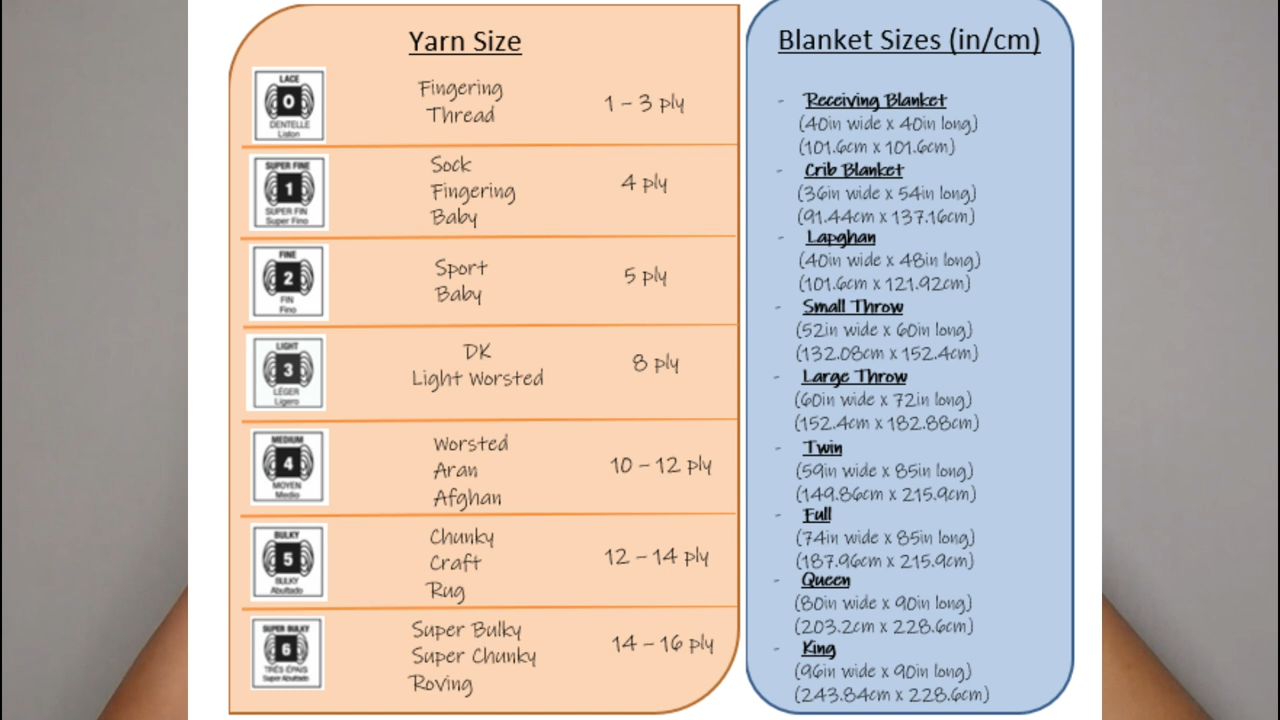 Yarn Size
LACE
0
DENTELLE
Liston
Fingering
Thread
1 – 3 ply
SUPER FINE
1
SUPER FIN
Super Fino
Sock
Fingering
Baby
4 ply
FINE
2
FIN
Fino
Sport
Baby
5 ply
LIGHT
3
LÉGER
Ligero
DK
Light Worsted
8 ply
MEDIUM
4
MOYEN
Medio
Worsted
Aran
Afghan
10 – 12 ply
BULKY
5
BULKY
Abultado
Chunky
Craft
Rug
12 – 14 ply
SUPER BULKY
6
TRÈS ÉPAIS
Super Abultado
Super Bulky
Super Chunky
Roving
14 – 16 ply
Blanket Sizes (in/cm)
- Receiving Blanket
(40in wide x 40in long)
(101.6cm x 101.6cm)
- Crib Blanket
(36in wide x 54in long)
(91.44cm x 137.16cm)
- Lapghan
(40in wide x 48in long)
(101.6cm x 121.92cm)
- Small Throw
(52in wide x 60in long)
(132.08cm x 152.4cm)
- Large Throw
(60in wide x 72in long)
(152.4cm x 182.88cm)
- Twin
(59in wide x 85in long)
(149.86cm x 215.9cm)
- Full
(74in wide x 85in long)
(187.96cm x 215.9cm)
- Queen
(80in wide x 90in long)
(203.2cm x 228.6cm)
- King
(96in wide x 90in long)
(243.84cm x 228.6cm)